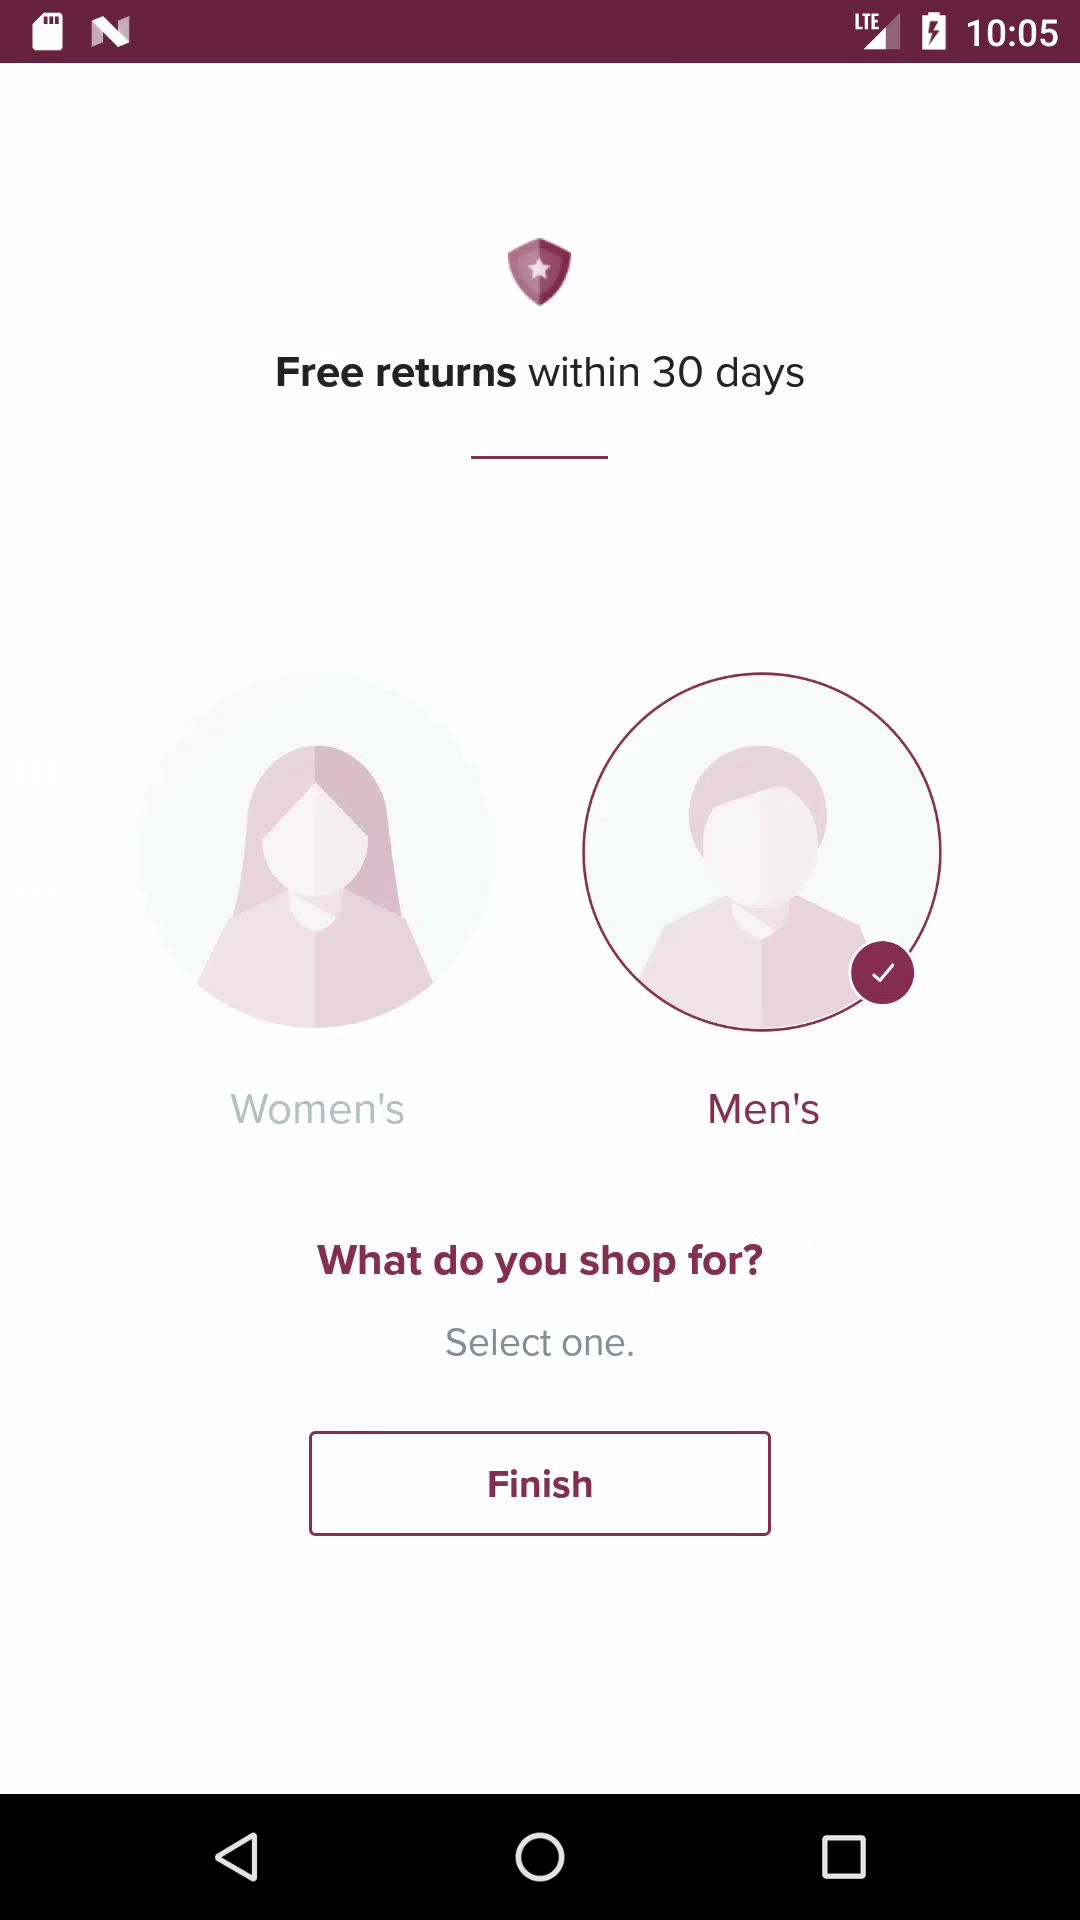 LTE 10:05
Free returns within 30 days
Women's Men's
What do you shop for?
Select one.
Finish